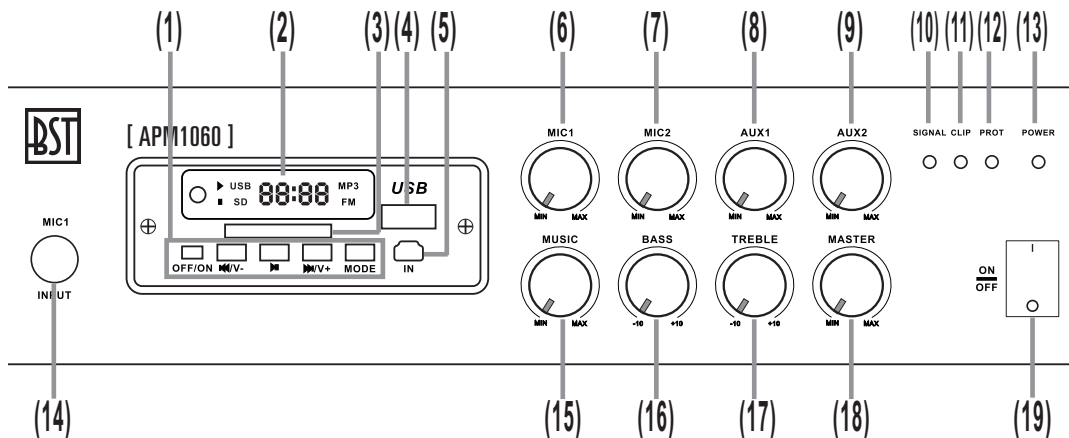 (1) (2) (3) (4) (5) (6) (7) (8) (9) (10) (11) (12) (13)
BST
[ APM1060 ]
MIC1 MIC2 AUX1 AUX2
SIGNAL CLIP PROT POWER
USB 88:88 MP3
SD FM
USB
MIN MAX MIN MAX MIN MAX MIN MAX
MIC1
INPUT
OFF/ON /V- /V+ MODE IN
MUSIC BASS TREBLE MASTER
ON
OFF
I
MIN MAX -10 +10 -10 +10 MIN MAX
(14) (15) (16) (17) (18) (19)